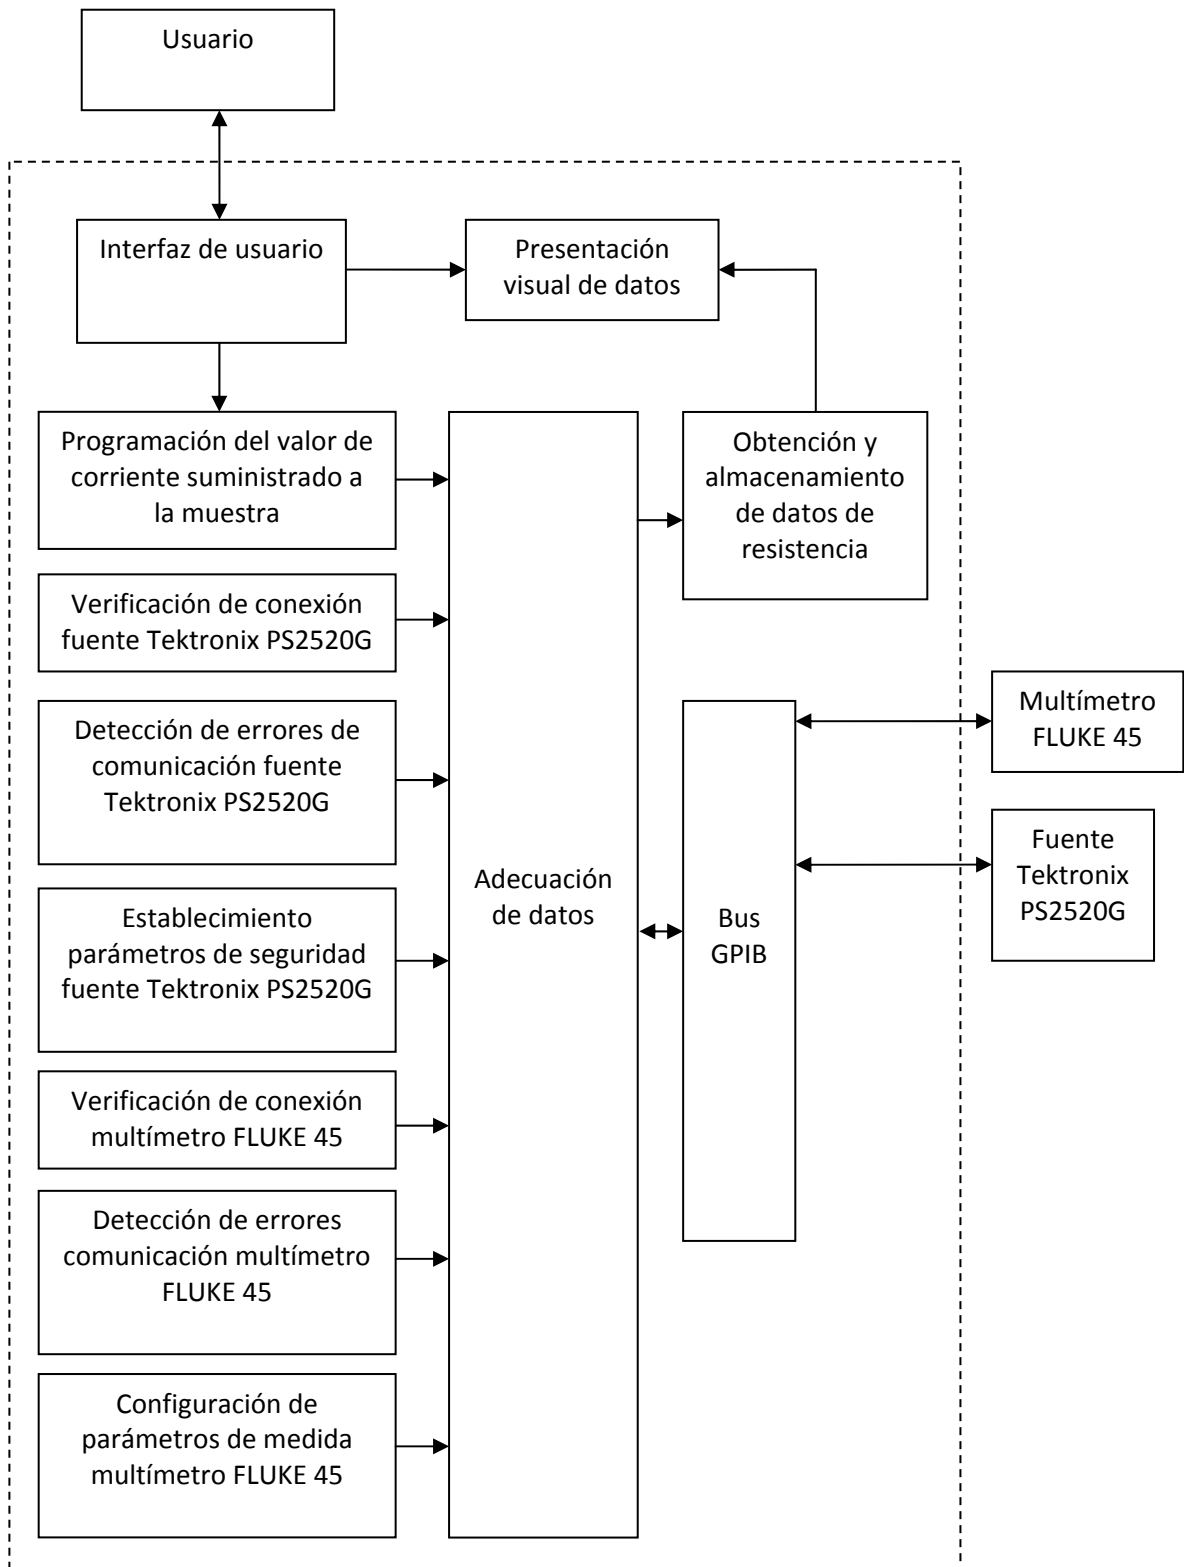 Usuario
Interfaz de usuario
Presentación
visual de datos
Programación del valor de
corriente suministrado a
la muestra
Obtención y
almacenamiento
de datos de
resistencia
Verificación de conexión
fuente Tektronix PS2520G
Detección de errores de
comunicación fuente
Tektronix PS2520G
Establecimiento
parámetros de seguridad
fuente Tektronix PS2520G
Verificación de conexión
multímetro FLUKE 45
Detección de errores
comunicación multímetro
FLUKE 45
Configuración de
parámetros de medida
multímetro FLUKE 45
Adecuación
de datos
Bus
GPIB
Multímetro
FLUKE 45
Fuente
Tektronix
PS2520G